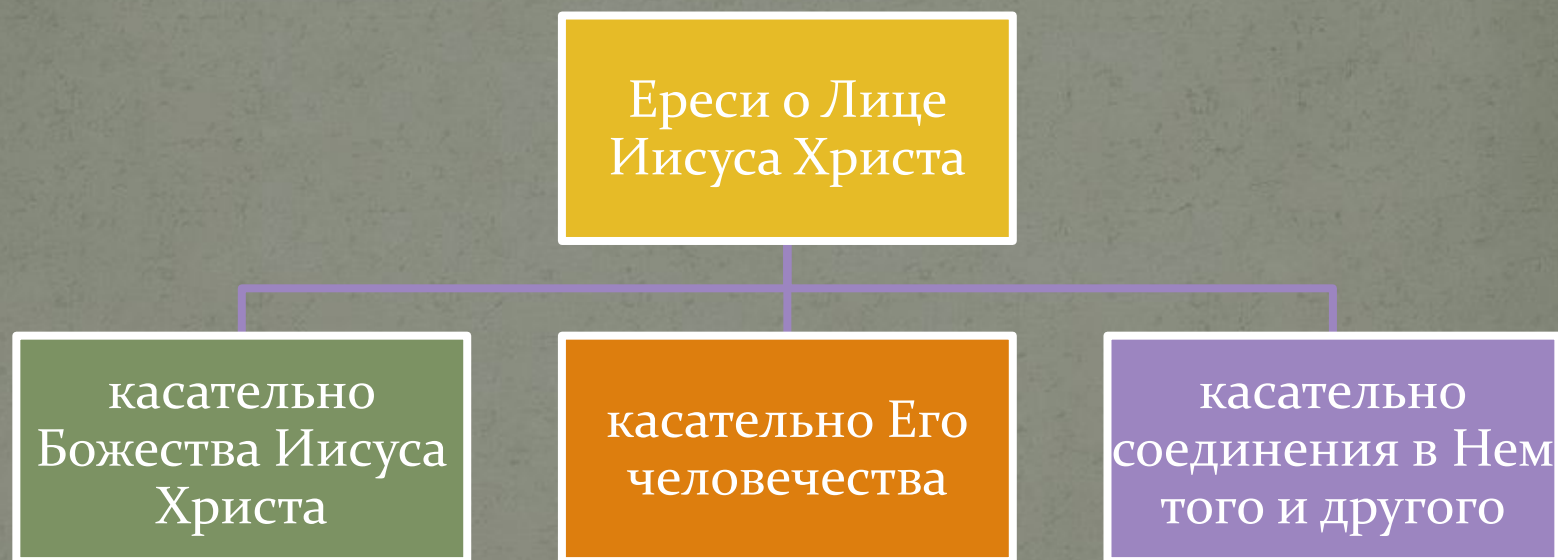 Ереси о Лице
Иисуса Христа
касательно
Божества Иисуса
Христа
касательно Его
человечества
касательно
соединения в Нем
того и другого